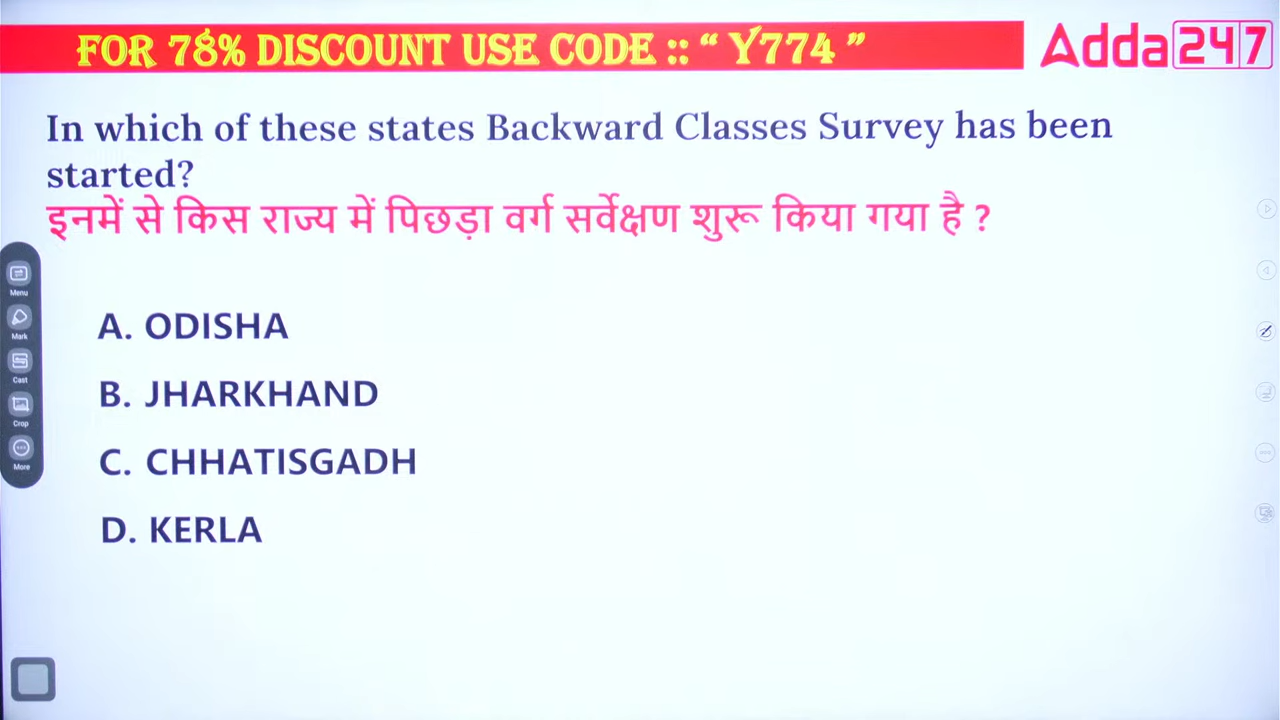 FOR 78% DISCOUNT USE CODE :: “ Y774 ”
Adda247
In which of these states Backward Classes Survey has been
started?
इनमें से किस राज्य में पिछड़ा वर्ग सर्वेक्षण शुरू किया गया है ?
Menu
Mark
Cast
Crop
More
A. ODISHA
B. JHARKHAND
C. CHHATISGADH
D. KERLA